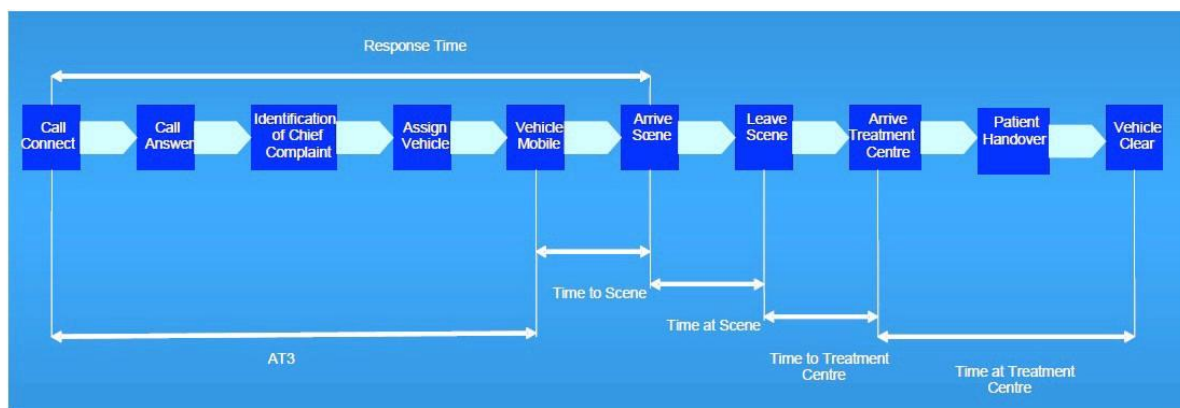 Response Time
Call
Connect
Call
Answer
Identification
of Chief
Complaint
Assign
Vehicle
Vehicle
Mobile
Arrive
Scene
Leave
Scene
Arrive
Treatment
Centre
Patient
Handover
Vehicle
Clear
Time to Scene
Time at Scene
AT3
Time to Treatment
Centre
Time at Treatment
Centre